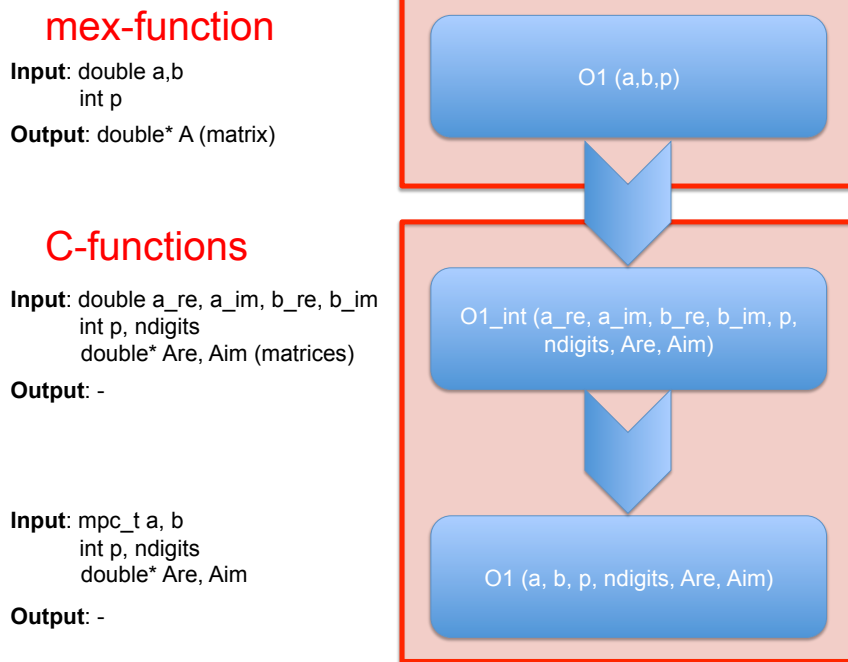 mex-function
Input: double a,b
int p
Output: double* A (matrix)
O1 (a,b,p)
C-functions
Input: double a_re, a_im, b_re, b_im
int p, ndigits
double* Are, Aim (matrices)
Output: -
O1_int (a_re, a_im, b_re, b_im, p,
ndigits, Are, Aim)
Input: mpc_t a, b
int p, ndigits
double* Are, Aim
Output: -
O1 (a, b, p, ndigits, Are, Aim)